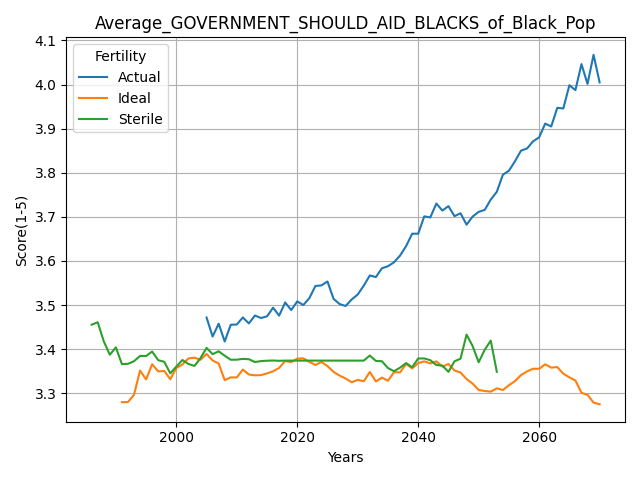 Average_GOVERNMENT_SHOULD_AID_BLACKS_of_Black_Pop
Fertility
Actual
Ideal
Sterile
Score(1-5)
4.1
4.0
3.9
3.8
3.7
3.6
3.5
3.4
3.3
2000 2020 2040 2060
Years